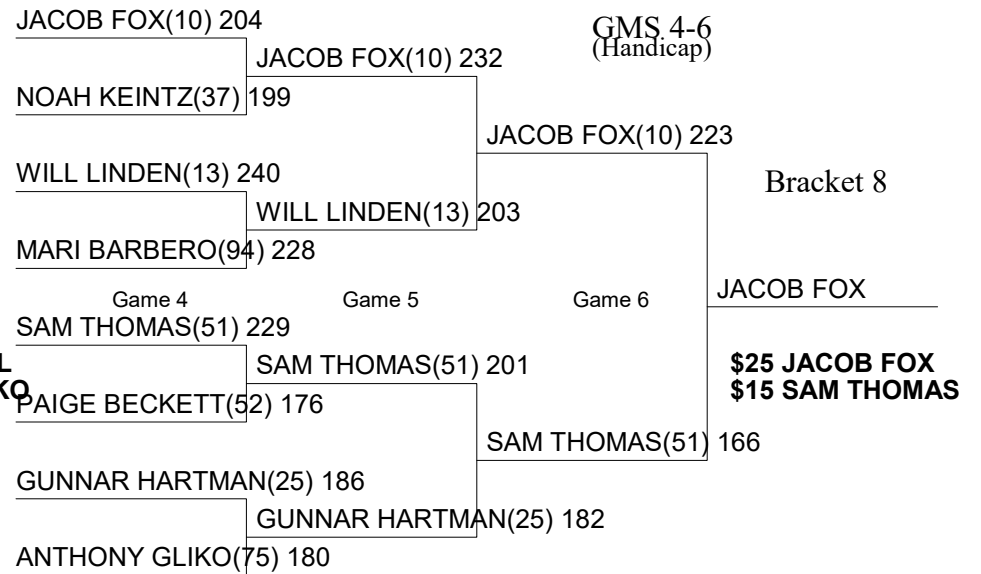 JACOB FOX(10) 204
GMS 4-6
(Handicap)
JACOB FOX(10) 232
NOAH KEINTZ(37) 199
JACOB FOX(10) 223
WILL LINDEN(13) 240
Bracket 8
WILL LINDEN(13) 203
MARI BARBERO(94) 228
Game 4
Game 5
Game 6
JACOB FOX
SAM THOMAS(51) 229
L
SAM THOMAS(51) 201
$25 JACOB FOX
KO
$15 SAM THOMAS
PAIGE BECKETT(52) 176
SAM THOMAS(51) 166
GUNNAR HARTMAN(25) 186
GUNNAR HARTMAN(25) 182
ANTHONY GLIKO(75) 180